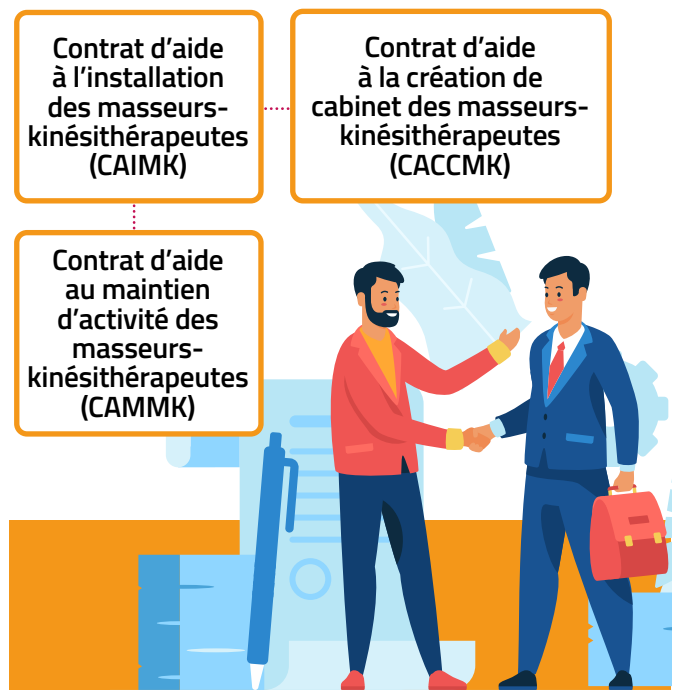 Contrat d’aide
à l’installation
des masseurs-
kinésithérapeutes
(CAIMK)
Contrat d’aide
à la création de
cabinet des masseurs-
kinésithérapeutes
(CACCMK)
Contrat d’aide
au maintien
d’activité des
masseurs-
kinésithérapeutes
(CAMMK)